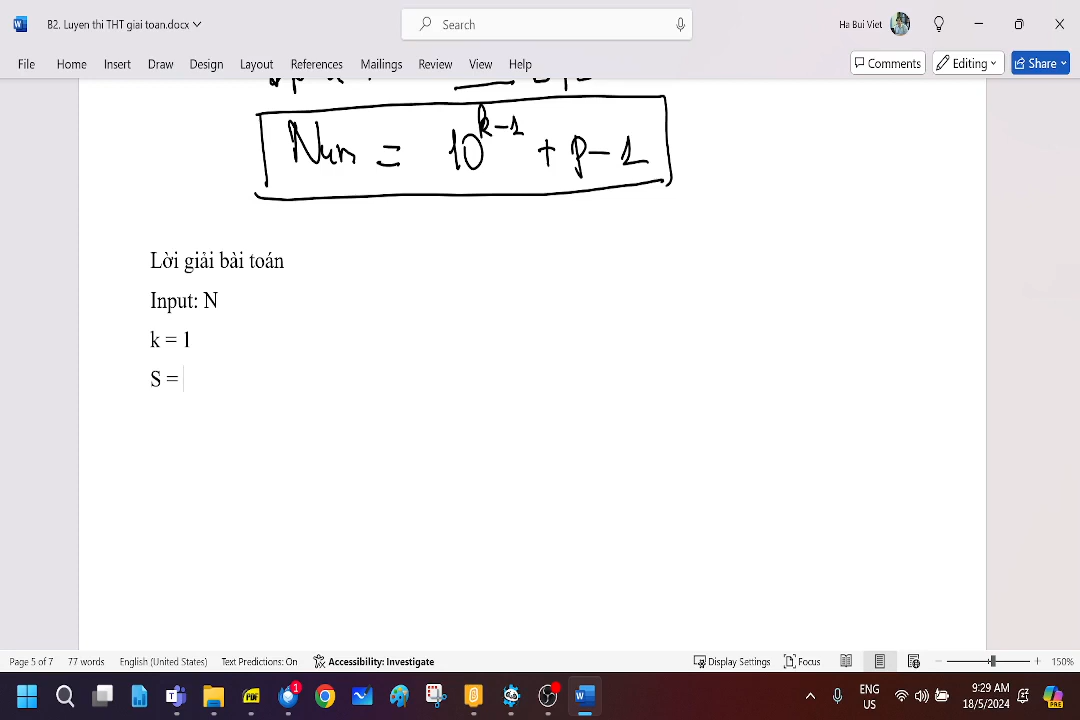 B2. Luyen thi THT giai toan.docx
Search
Ha Bui Viet
File Home Insert Draw Design Layout References Mailings Review View Help
Comments Editing Share
Num = 10^{k-1} + p - 1
Lời giải bài toán
Input: N
k = 1
S =
Page 5 of 7 77 words English (United States) Text Predictions: On Accessibility: Investigate Display Settings Focus 150%
ENG
US
9:29 AM
18/5/2024